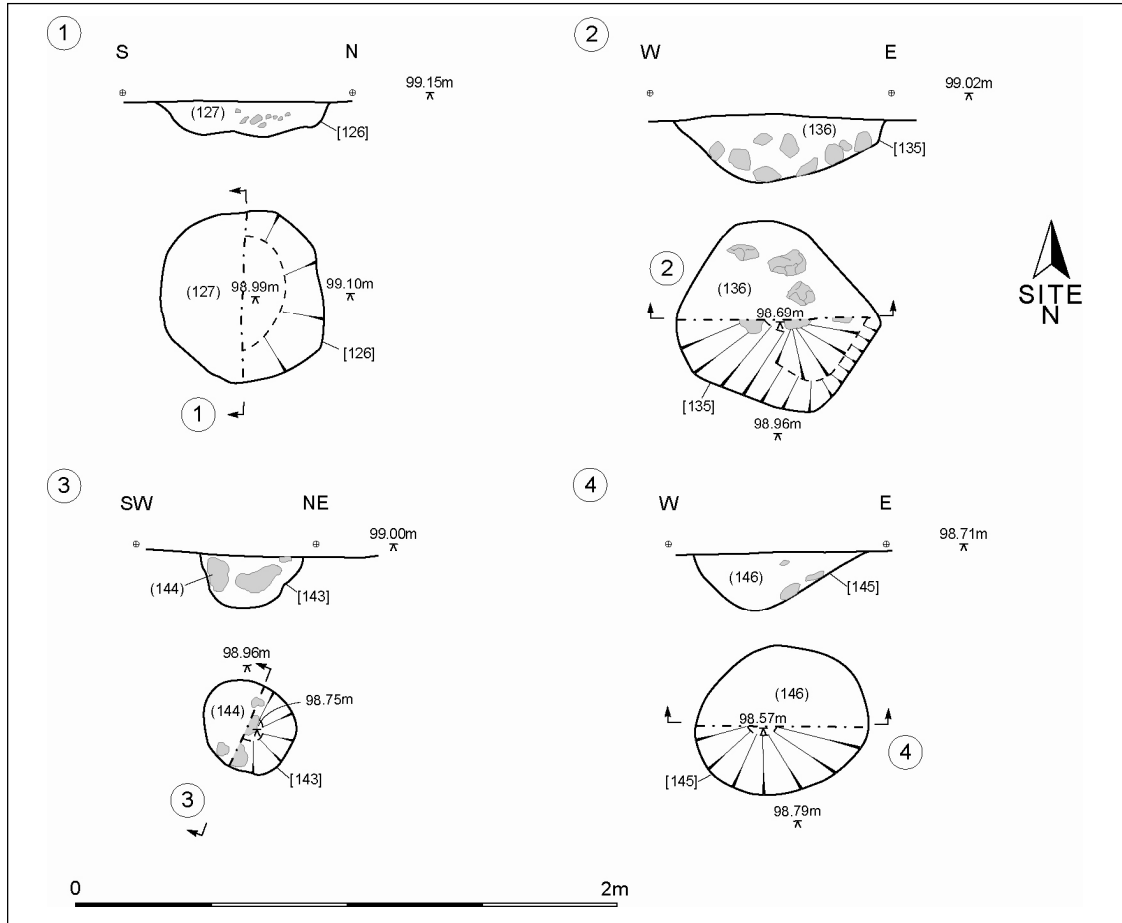 1
S N
99.15m
(127)
[126]
(127)
98.99m
99.10m
[126]
1
2
W E
99.02m
(136)
[135]
2
(136)
98.69m
[135]
98.96m
SITE
N
3
SW NE
99.00m
(144)
[143]
98.96m
98.75m
(144)
[143]
3
4
W E
98.71m
(146)
[145]
(146)
98.57m
4
[145]
98.79m
0 2m